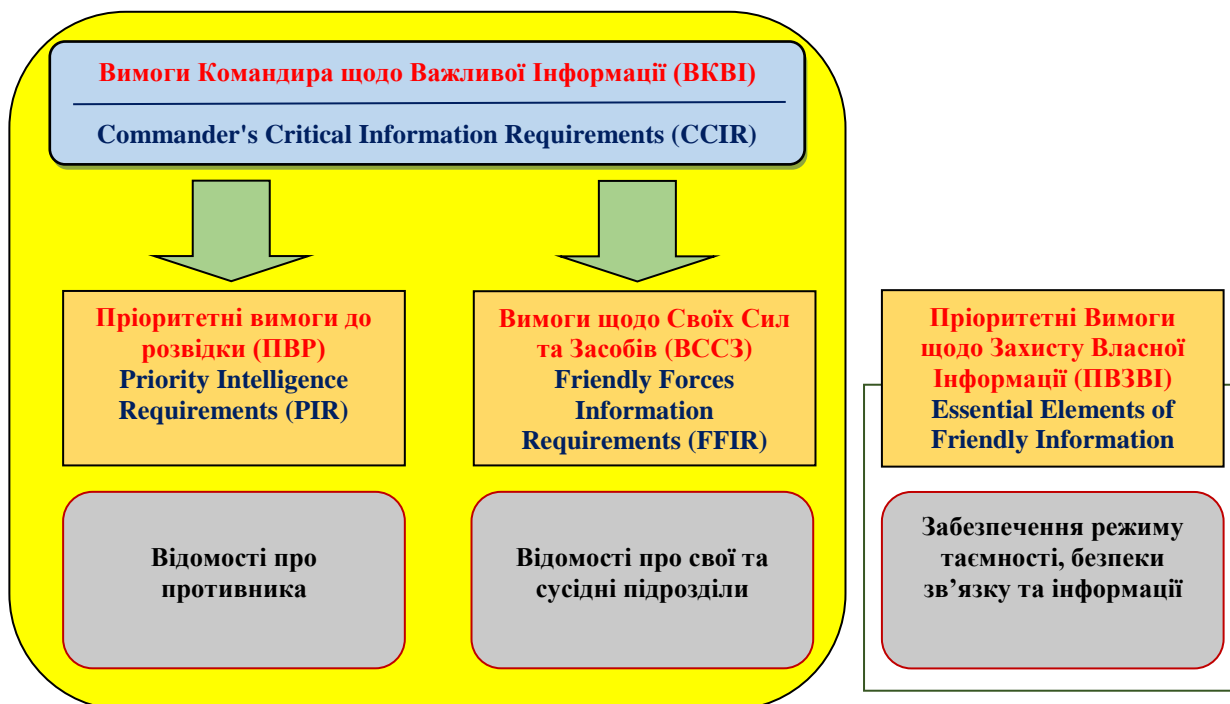 Вимоги Командира щодо Важливої Інформації (ВКВІ)
Commander's Critical Information Requirements (CCIR)
Пріоритетні вимоги до
розвідки (ПВР)
Priority Intelligence
Requirements (PIR)
Відомості про
противника
Вимоги щодо Своїх Сил
та Засобів (ВССЗ)
Friendly Forces
Information
Requirements (FFIR)
Відомості про свої та
сусідні підрозділи
Пріоритетні Вимоги
щодо Захисту Власної
Інформації (ПВЗВІ)
Essential Elements of
Friendly Information
Забезпечення режиму
таємності, безпеки
зв’язку та інформації